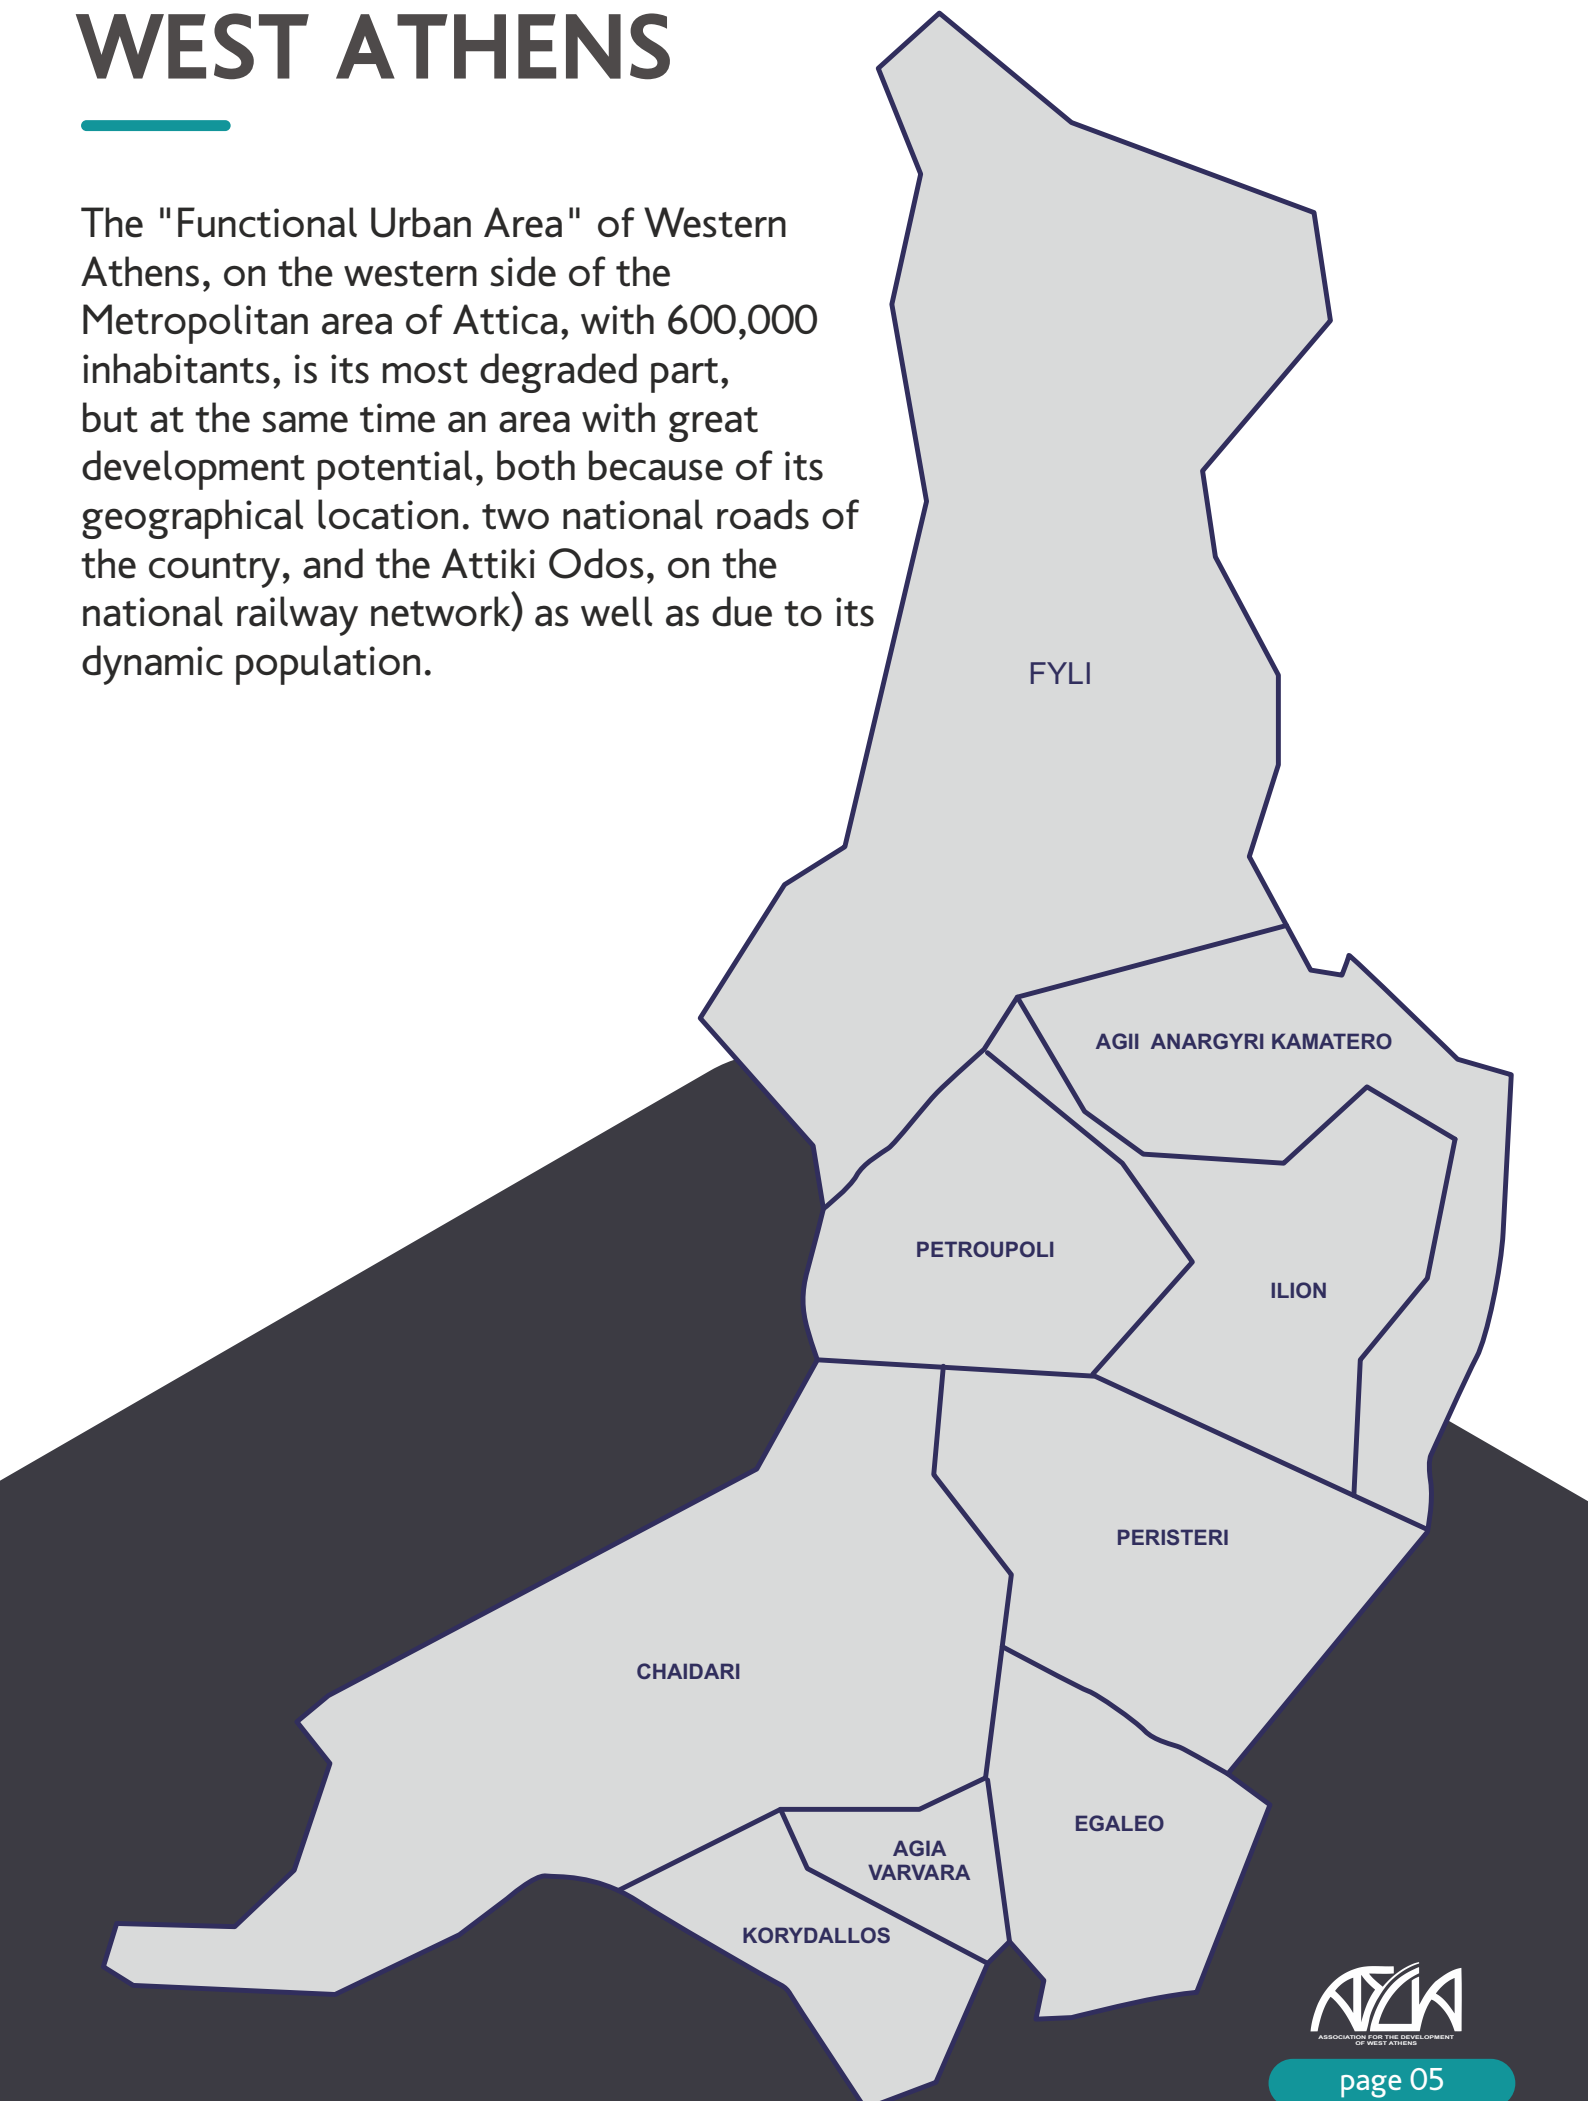 WEST ATHENS
The "Functional Urban Area" of Western
Athens, on the western side of the
Metropolitan area of Attica, with 600,000
inhabitants, is its most degraded part,
but at the same time an area with great
development potential, both because of its
geographical location. two national roads of
the country, and the Attiki Odos, on the
national railway network) as well as due to its
dynamic population.
FYLI
AGII ANARGYRI KAMATERO
PETROUPOLI
ILION
PERISTERI
CHAIDARI
EGALEO
AGIA
VARVARA
KORYDALLOS
ASSOCIATION FOR THE DEVELOPMENT
OF WEST ATHENS
page 05